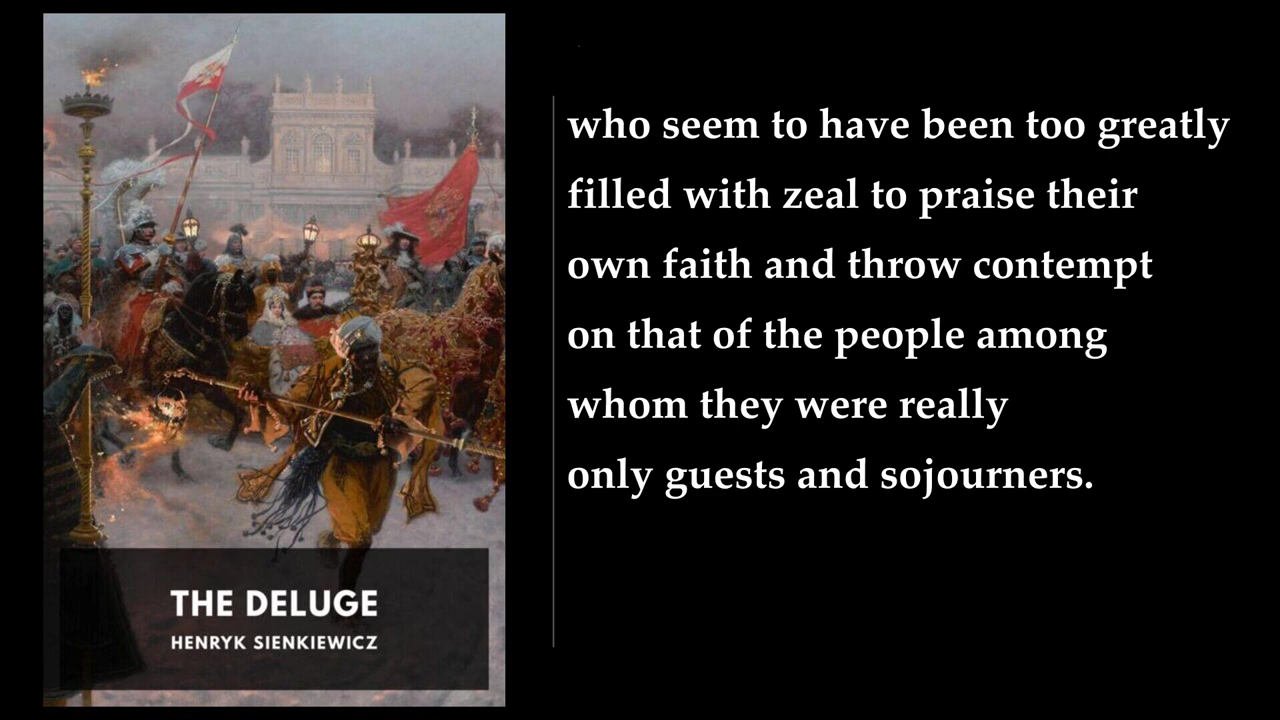 THE DELUGE
HENRYK SIENKIEWICZ
who seem to have been too greatly
filled with zeal to praise their
own faith and throw contempt
on that of the people among
whom they were really
only guests and sojourners.